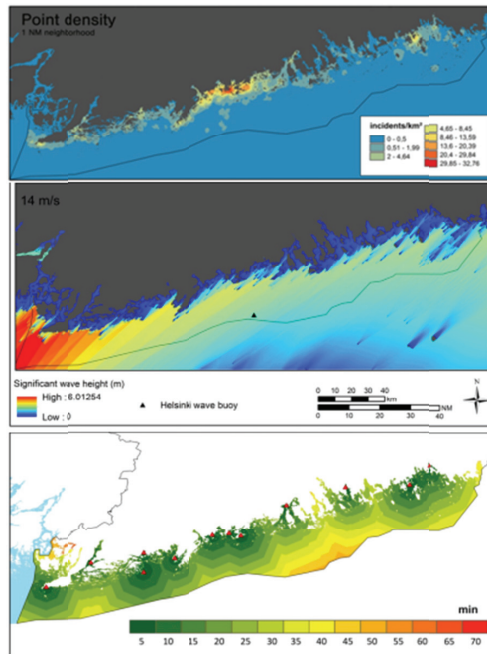 Point density
1 NM neighborhood
incidents/km²
0 - 0,5
0,51 - 1,99
2 - 4,64
4,65 - 8,45
8,46 - 13,59
13,6 - 20,39
20,4 - 29,84
29,85 - 32,76
14 m/s
Significant wave height (m)
High : 6.01254
Low : 0
Helsinki wave buoy
0 10 20 30 40
km
NM
0 10 20 30 40
N
min
5 10 15 20 25 30 35 40 45 50 55 60 65 70